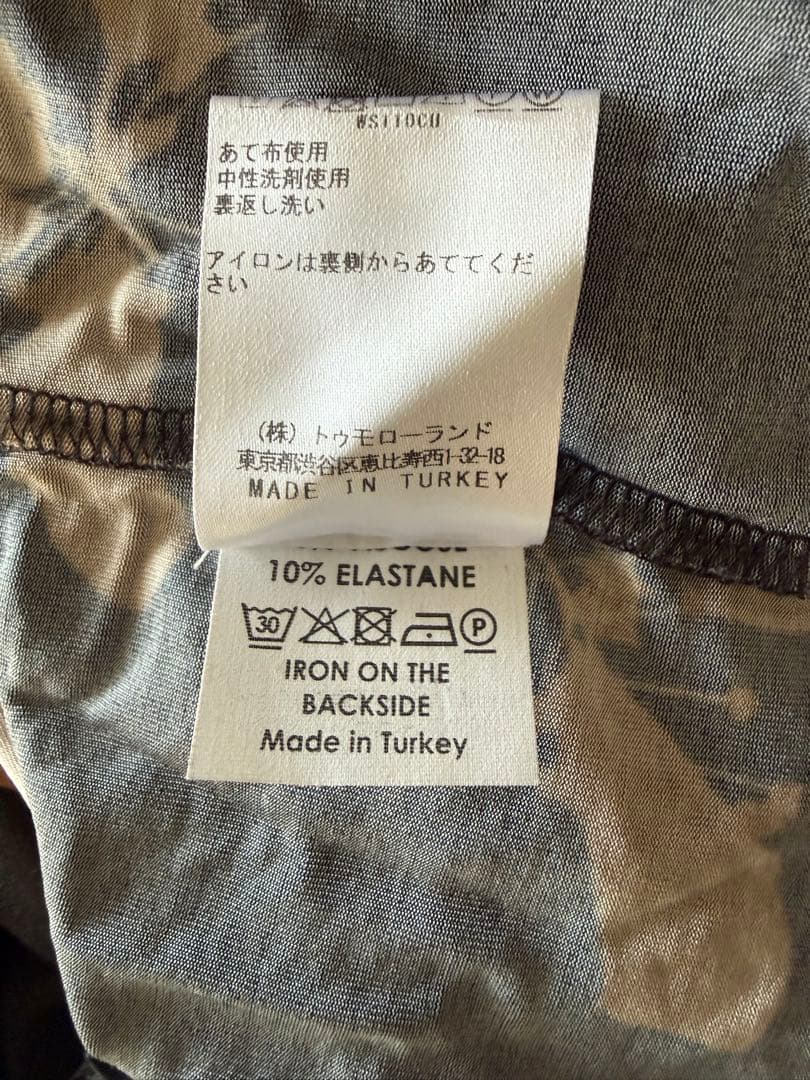 WS110CU
あて布使用
中性洗剤使用
裏返し洗い
アイロンは裏側からあててくだ
さい
(株)トゥモローランド
東京都渋谷区恵比寿西1-32-18
MADE IN TURKEY
10% ELASTANE
30 P
IRON ON THE
BACKSIDE
Made in Turkey